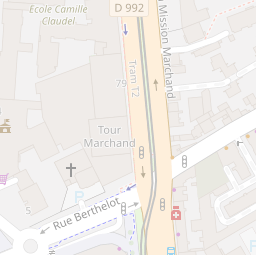 Ecole Camille
Claudel
D 992
Mission Marchand
Tram T2
79
Tour
Marchand
Rue Berthelot
P
P
5